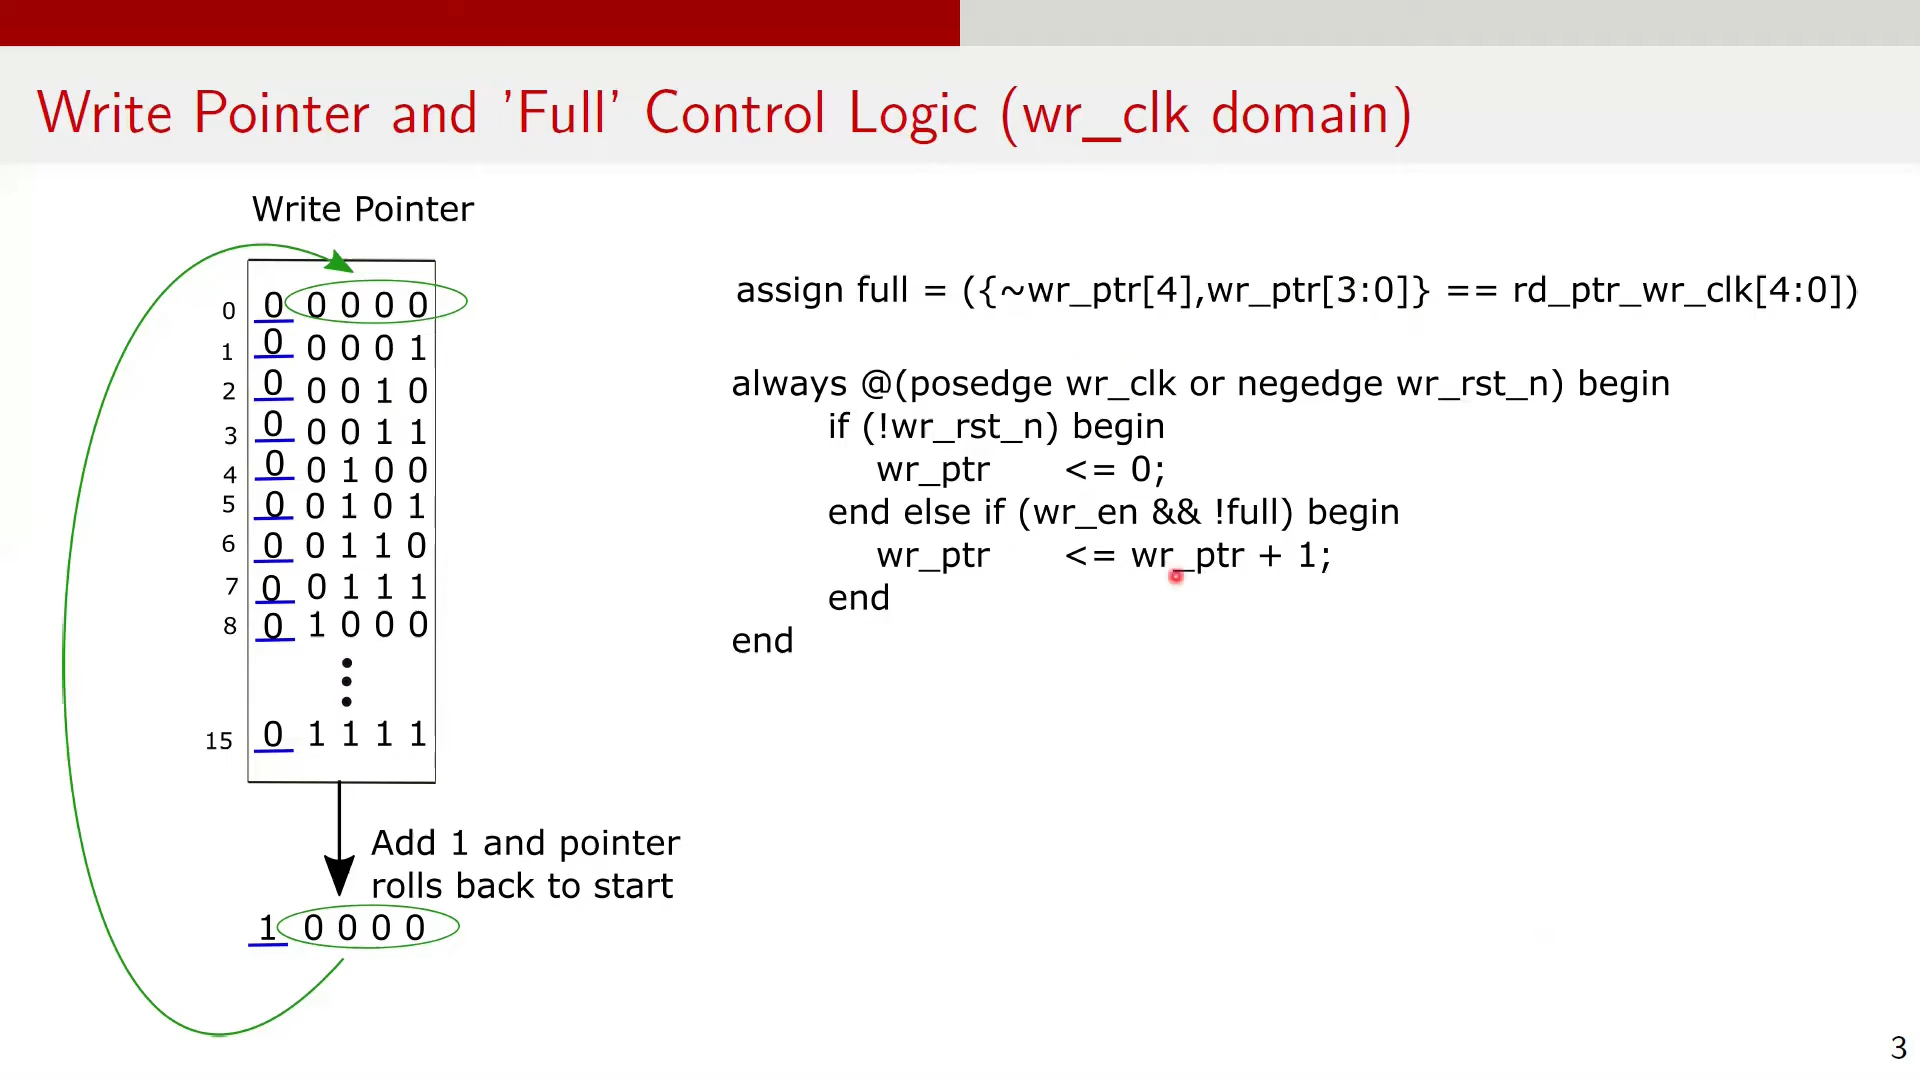 Write Pointer and 'Full' Control Logic (wr_clk domain)
Write Pointer
0 0 0 0 0 0
1 0 0 0 0 1
2 0 0 0 1 0
3 0 0 0 1 1
4 0 0 1 0 0
5 0 0 1 0 1
6 0 0 1 1 0
7 0 0 1 1 1
8 0 1 0 0 0
15 0 1 1 1 1
Add 1 and pointer
rolls back to start
1 0 0 0 0
assign full = ({~wr_ptr[4],wr_ptr[3:0]} == rd_ptr_wr_clk[4:0])
always @(posedge wr_clk or negedge wr_rst_n) begin
if (!wr_rst_n) begin
wr_ptr <= 0;
end else if (wr_en && !full) begin
wr_ptr <= wr_ptr + 1;
end
end
3